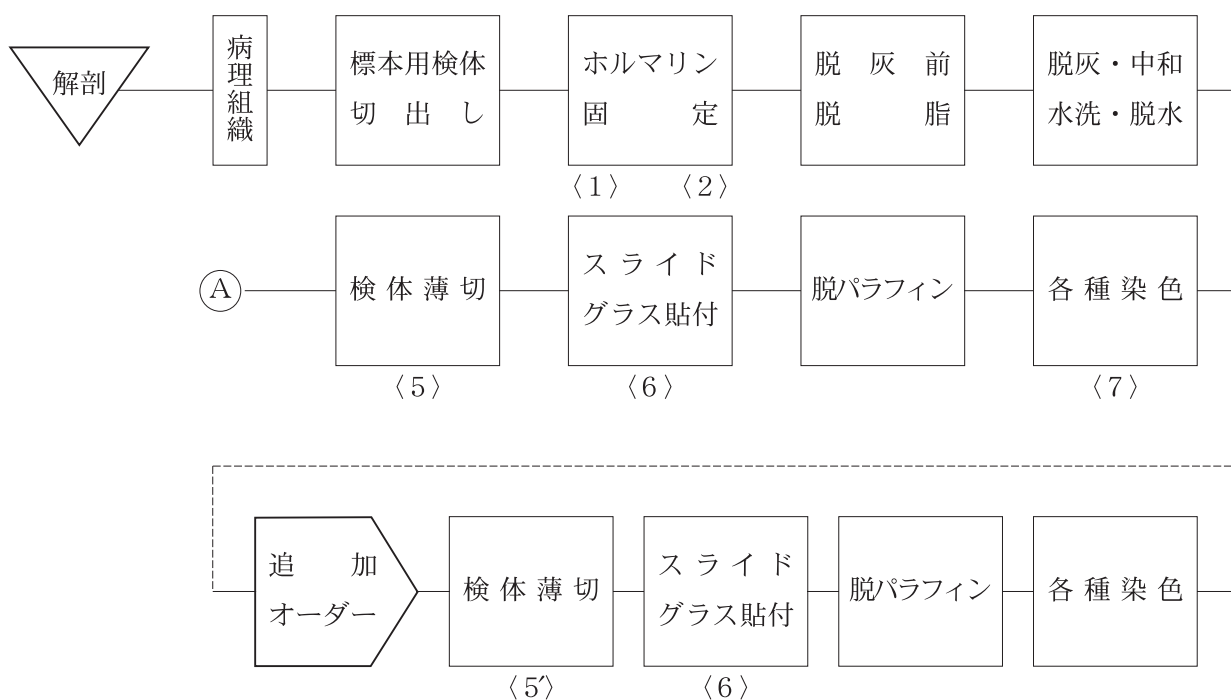 解剖
病理組織
標本用検体
切出し
ホルマリン
固定
脱灰前
脱脂
脱灰・中和
水洗・脱水
〈1〉 〈2〉
Ⓐ
検体薄切
スライド
グラス貼付
脱パラフィン
各種染色
〈5〉
〈6〉
〈7〉
追加
オーダー
検体薄切
スライド
グラス貼付
脱パラフィン
各種染色
〈5′〉
〈6〉